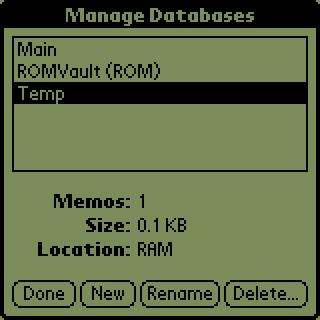 Manage Databases
Main
ROMVault (ROM)
Temp
Memos: 1
Size: 0.1 KB
Location: RAM
Done New Rename Delete...